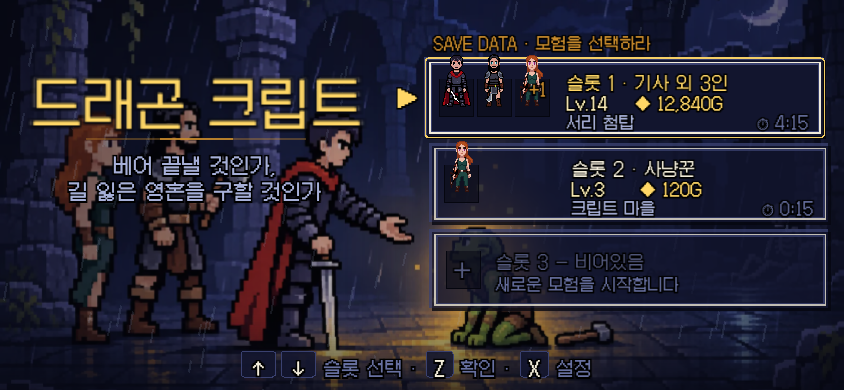 드래곤 크립트
베어 끝낼 것인가,
길 잃은 영혼을 구할 것인가
SAVE DATA · 모험을 선택하라
+1
슬롯 1 · 기사 외 3인
Lv.14 ◆ 12,840G
서리 첨탑 4:15
슬롯 2 · 사냥꾼
Lv.3 ◆ 120G
크립트 마을 0:15
+ 슬롯 3 - 비어있음
새로운 모험을 시작합니다
↑ ↓ 슬롯 선택 · Z 확인 · X 설정